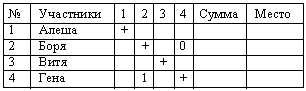 № Участники 1 2 3 4 Сумма Место
1 Алеша +
2 Боря + 0
3 Витя +
4 Гена 1 +